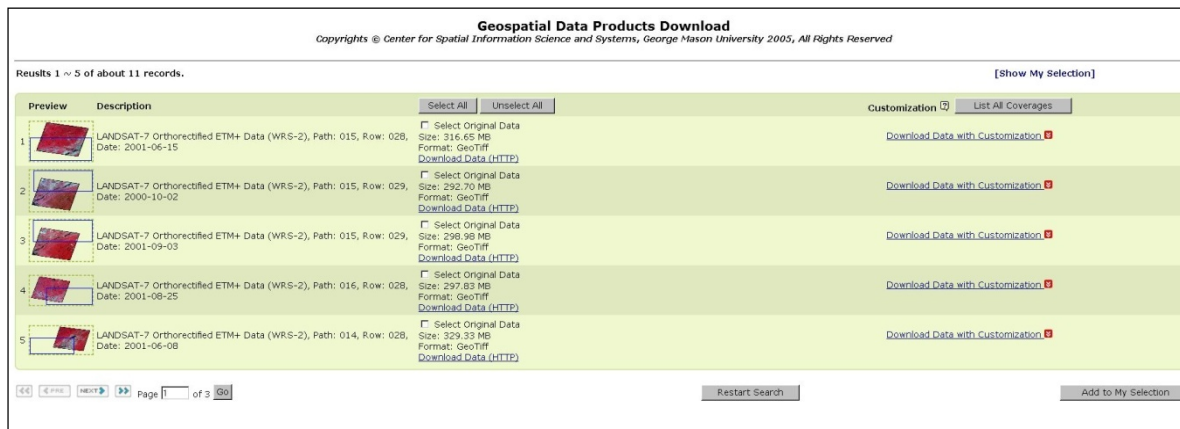 Geospatial Data Products Download
Copyrights © Center for Spatial Information Science and Systems, George Mason University 2005, All Rights Reserved
Reuslts 1 ~ 5 of about 11 records. [Show My Selection]
Preview Description Select All Unselect All Customization ? List All Coverages
1 LANDSAT-7 Orthorectified ETM+ Data (WRS-2), Path: 015, Row: 028, Date: 2001-06-15
Select Original Data
Size: 316.65 MB
Format: GeoTiff
Download Data (HTTP)
Download Data with Customization
2 LANDSAT-7 Orthorectified ETM+ Data (WRS-2), Path: 015, Row: 029, Date: 2000-10-02
Select Original Data
Size: 292.70 MB
Format: GeoTiff
Download Data (HTTP)
Download Data with Customization
3 LANDSAT-7 Orthorectified ETM+ Data (WRS-2), Path: 015, Row: 029, Date: 2001-09-03
Select Original Data
Size: 298.98 MB
Format: GeoTiff
Download Data (HTTP)
Download Data with Customization
4 LANDSAT-7 Orthorectified ETM+ Data (WRS-2), Path: 016, Row: 028, Date: 2001-08-25
Select Original Data
Size: 297.83 MB
Format: GeoTiff
Download Data (HTTP)
Download Data with Customization
5 LANDSAT-7 Orthorectified ETM+ Data (WRS-2), Path: 014, Row: 028, Date: 2001-06-08
Select Original Data
Size: 329.33 MB
Format: GeoTiff
Download Data (HTTP)
Download Data with Customization
PRE NEXT Page 1 of 3 Go Restart Search Add to My Selection